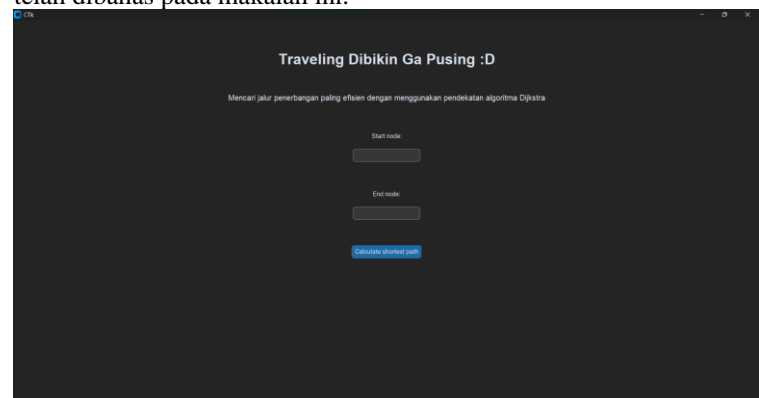 telah dibahas pada makalah ini.
CTk
Traveling Dibikin Ga Pusing :D
Mencari jalur penerbangan paling efisien dengan menggunakan pendekatan algoritma Dijkstra
Start node:
End node:
Calculate shortest path